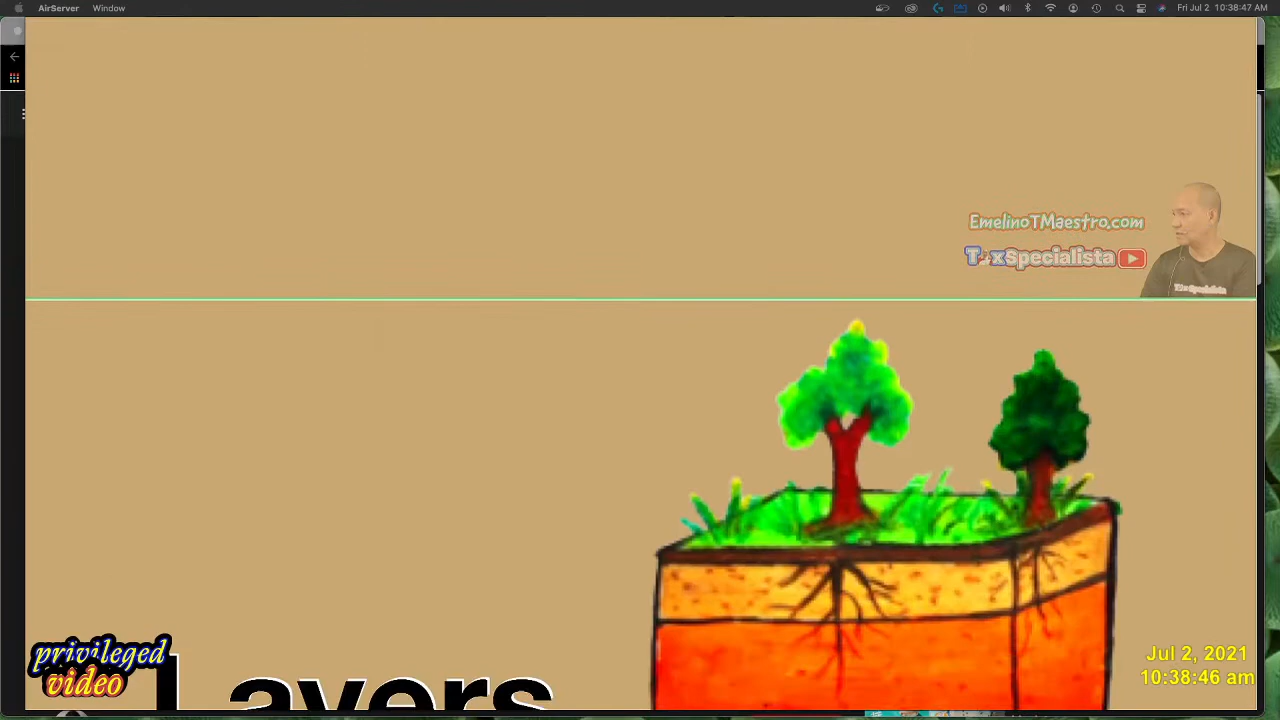 AirServer Window
Fri Jul 2 10:38:47 AM
EmelinoTMaestro.com
TaxSpecialista
TaxSpecialista
privileged
video
Layers
Jul 2, 2021
10:38:46 am